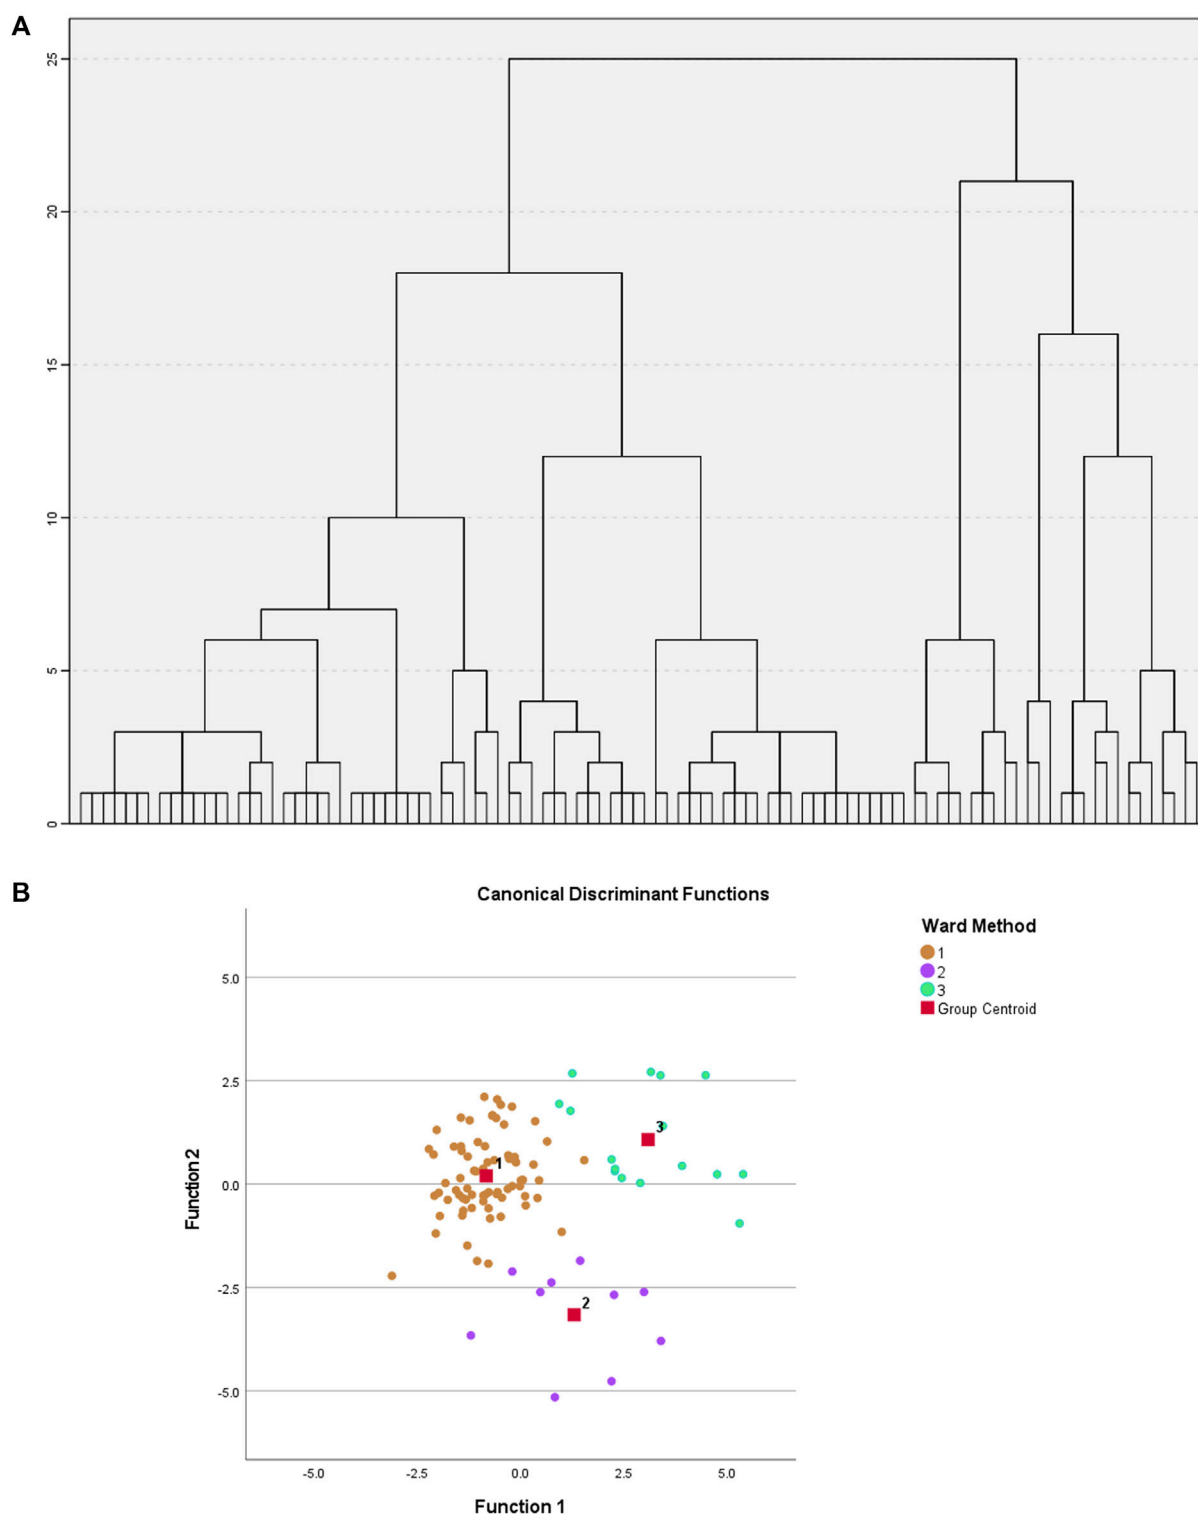 A
25
20
15
10
5
0
B
Canonical Discriminant Functions
Ward Method
1
2
3
Group Centroid
5.0
2.5
0.0
-2.5
-5.0
3
1
2
Function 2
-5.0 -2.5 0.0 2.5 5.0
Function 1